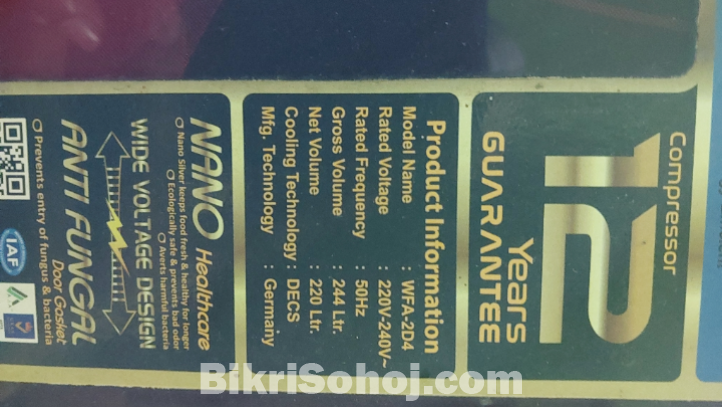 Compressor
12
Years
GUARANTEE
Product Information
Model Name : WFA-2D4
Rated Voltage : 220V-240V~
Rated Frequency : 50Hz
Gross Volume : 244 Ltr.
Net Volume : 220 Ltr.
Cooling Technology : DECS
Mfg. Technology : Germany
NANO Healthcare
Nano Silver keeps food fresh & healthy for longer
Ecologically safe & prevents bad odor
Averts harmful bacteria
WIDE VOLTAGE DESIGN
ANTI FUNGAL
Door Gasket
Prevents entry of fungus & bacteria
IAF
BikriSohoj.com